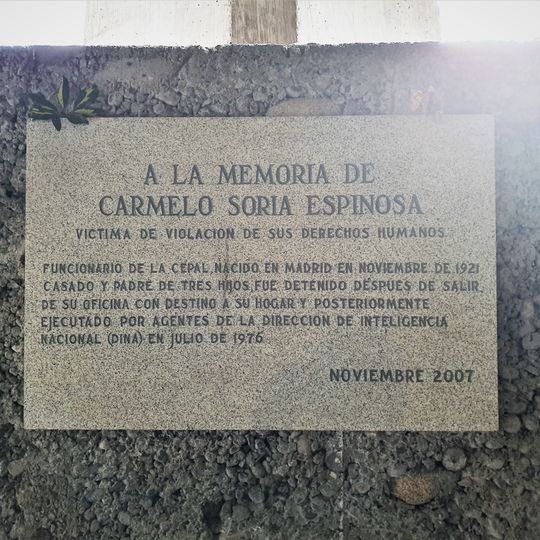 A LA MEMORIA DE
CARMELO SORIA ESPINOSA
VICTIMA DE VIOLACION DE SUS DERECHOS HUMANOS.
FUNCIONARIO DE LA CEPAL NACIDO EN MADRID EN NOVIEMBRE DE 1921
CASADO Y PADRE DE TRES HIJOS, FUE DETENIDO DESPUES DE SALIR
DE SU OFICINA CON DESTINO A SU HOGAR Y POSTERIORMENTE
EJECUTADO POR AGENTES DE LA DIRECCION DE INTELIGENCIA
NACIONAL (DINA) EN JULIO DE 1976
NOVIEMBRE 2007